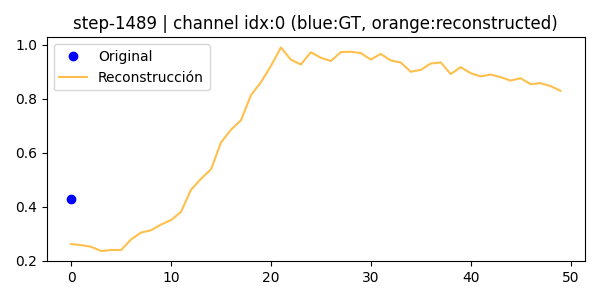 step-1489 | channel idx:0 (blue:GT, orange:reconstructed)
1.0
0.8
0.6
0.4
0.2
Original
Reconstrucción
0 10 20 30 40 50